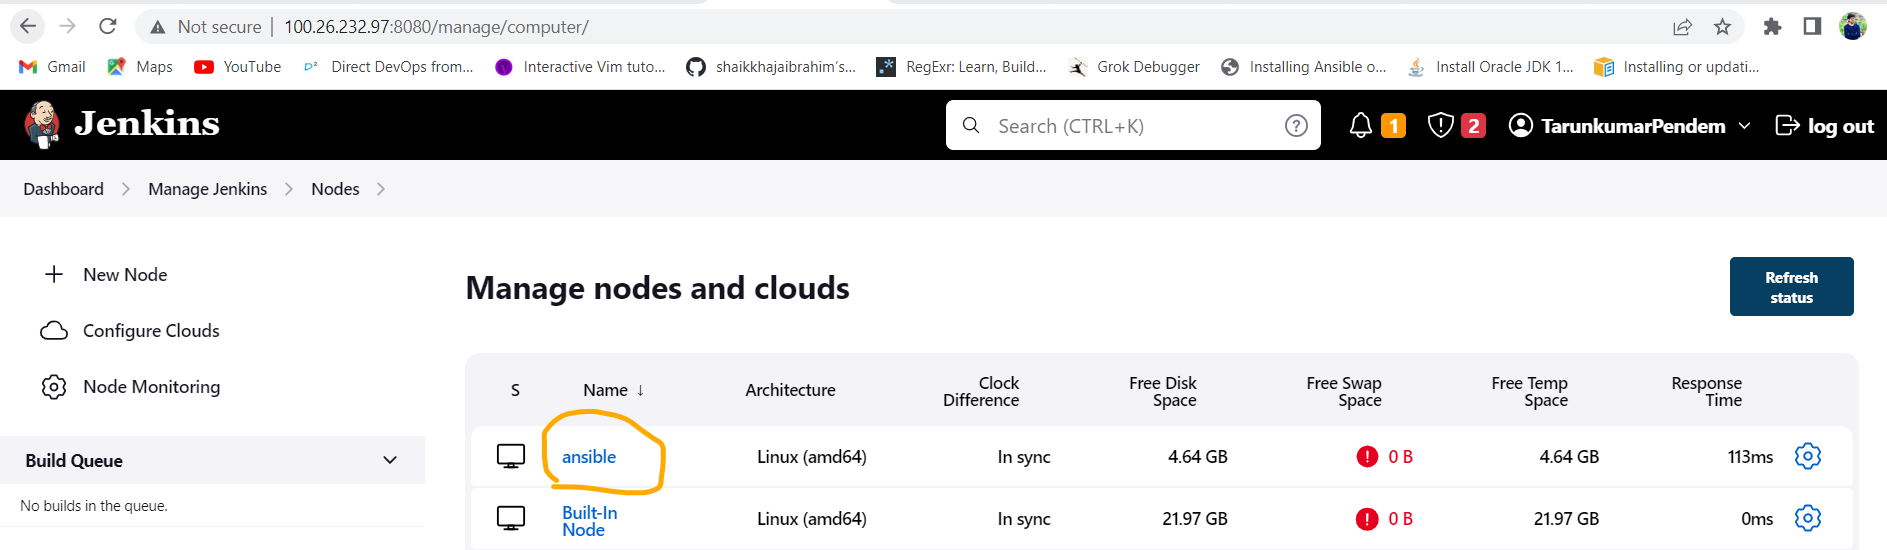 Not secure | 100.26.232.97:8080/manage/computer/
Gmail Maps YouTube D² Direct DevOps from... Interactive Vim tuto... shaikkhajaibrahim's... RegExr: Learn, Build... Grok Debugger Installing Ansible o... Install Oracle JDK 1... Installing or updati...
Jenkins Search (CTRL+K) ? 1 2 TarunkumarPendem log out
Dashboard Manage Jenkins Nodes
New Node
Configure Clouds
Node Monitoring
Build Queue
No builds in the queue.
Manage nodes and clouds
Refresh
status
S Name ↓ Architecture Clock Difference Free Disk Space Free Swap Space Free Temp Space Response Time
ansible Linux (amd64) In sync 4.64 GB 0 B 4.64 GB 113ms
Built-In Node Linux (amd64) In sync 21.97 GB 0 B 21.97 GB 0ms